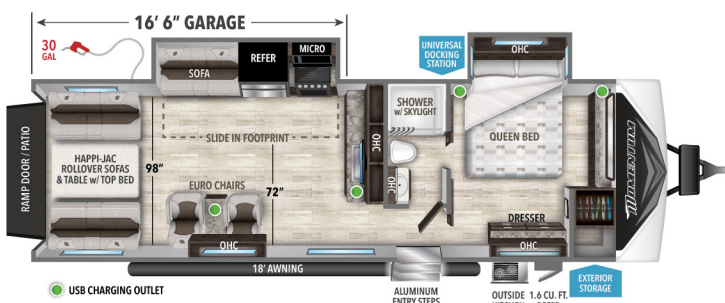 16' 6" GARAGE
30
GAL
UNIVERSAL
DOCKING
STATION
OHC
SOFA
REFER
MICRO
SHOWER
w/ SKYLIGHT
QUEEN BED
SLIDE IN FOOTPRINT
OHC
RAMP DOOR / PATIO
HAPPI-JAC
ROLLOVER SOFAS
& TABLE w/ TOP BED
98"
EURO CHAIRS
72"
OHC
MOMENTUM
DRESSER
OHC
OHC
18' AWNING
USB CHARGING OUTLET
ALUMINUM
ENTRY STEPS
OUTSIDE
1.6 CU. FT.
EXTERIOR
STORAGE